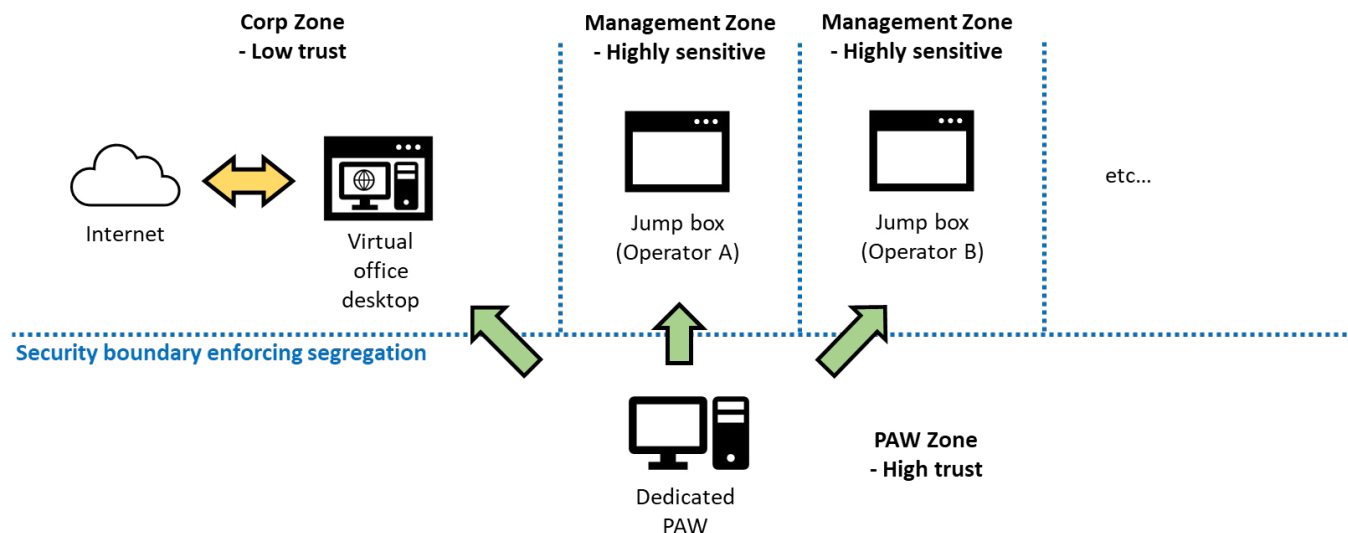 Corp Zone
- Low trust
Management Zone
- Highly sensitive
Management Zone
- Highly sensitive
Internet
Virtual
office
desktop
Jump box
(Operator A)
Jump box
(Operator B)
etc...
Security boundary enforcing segregation
Dedicated
PAW
PAW Zone
- High trust